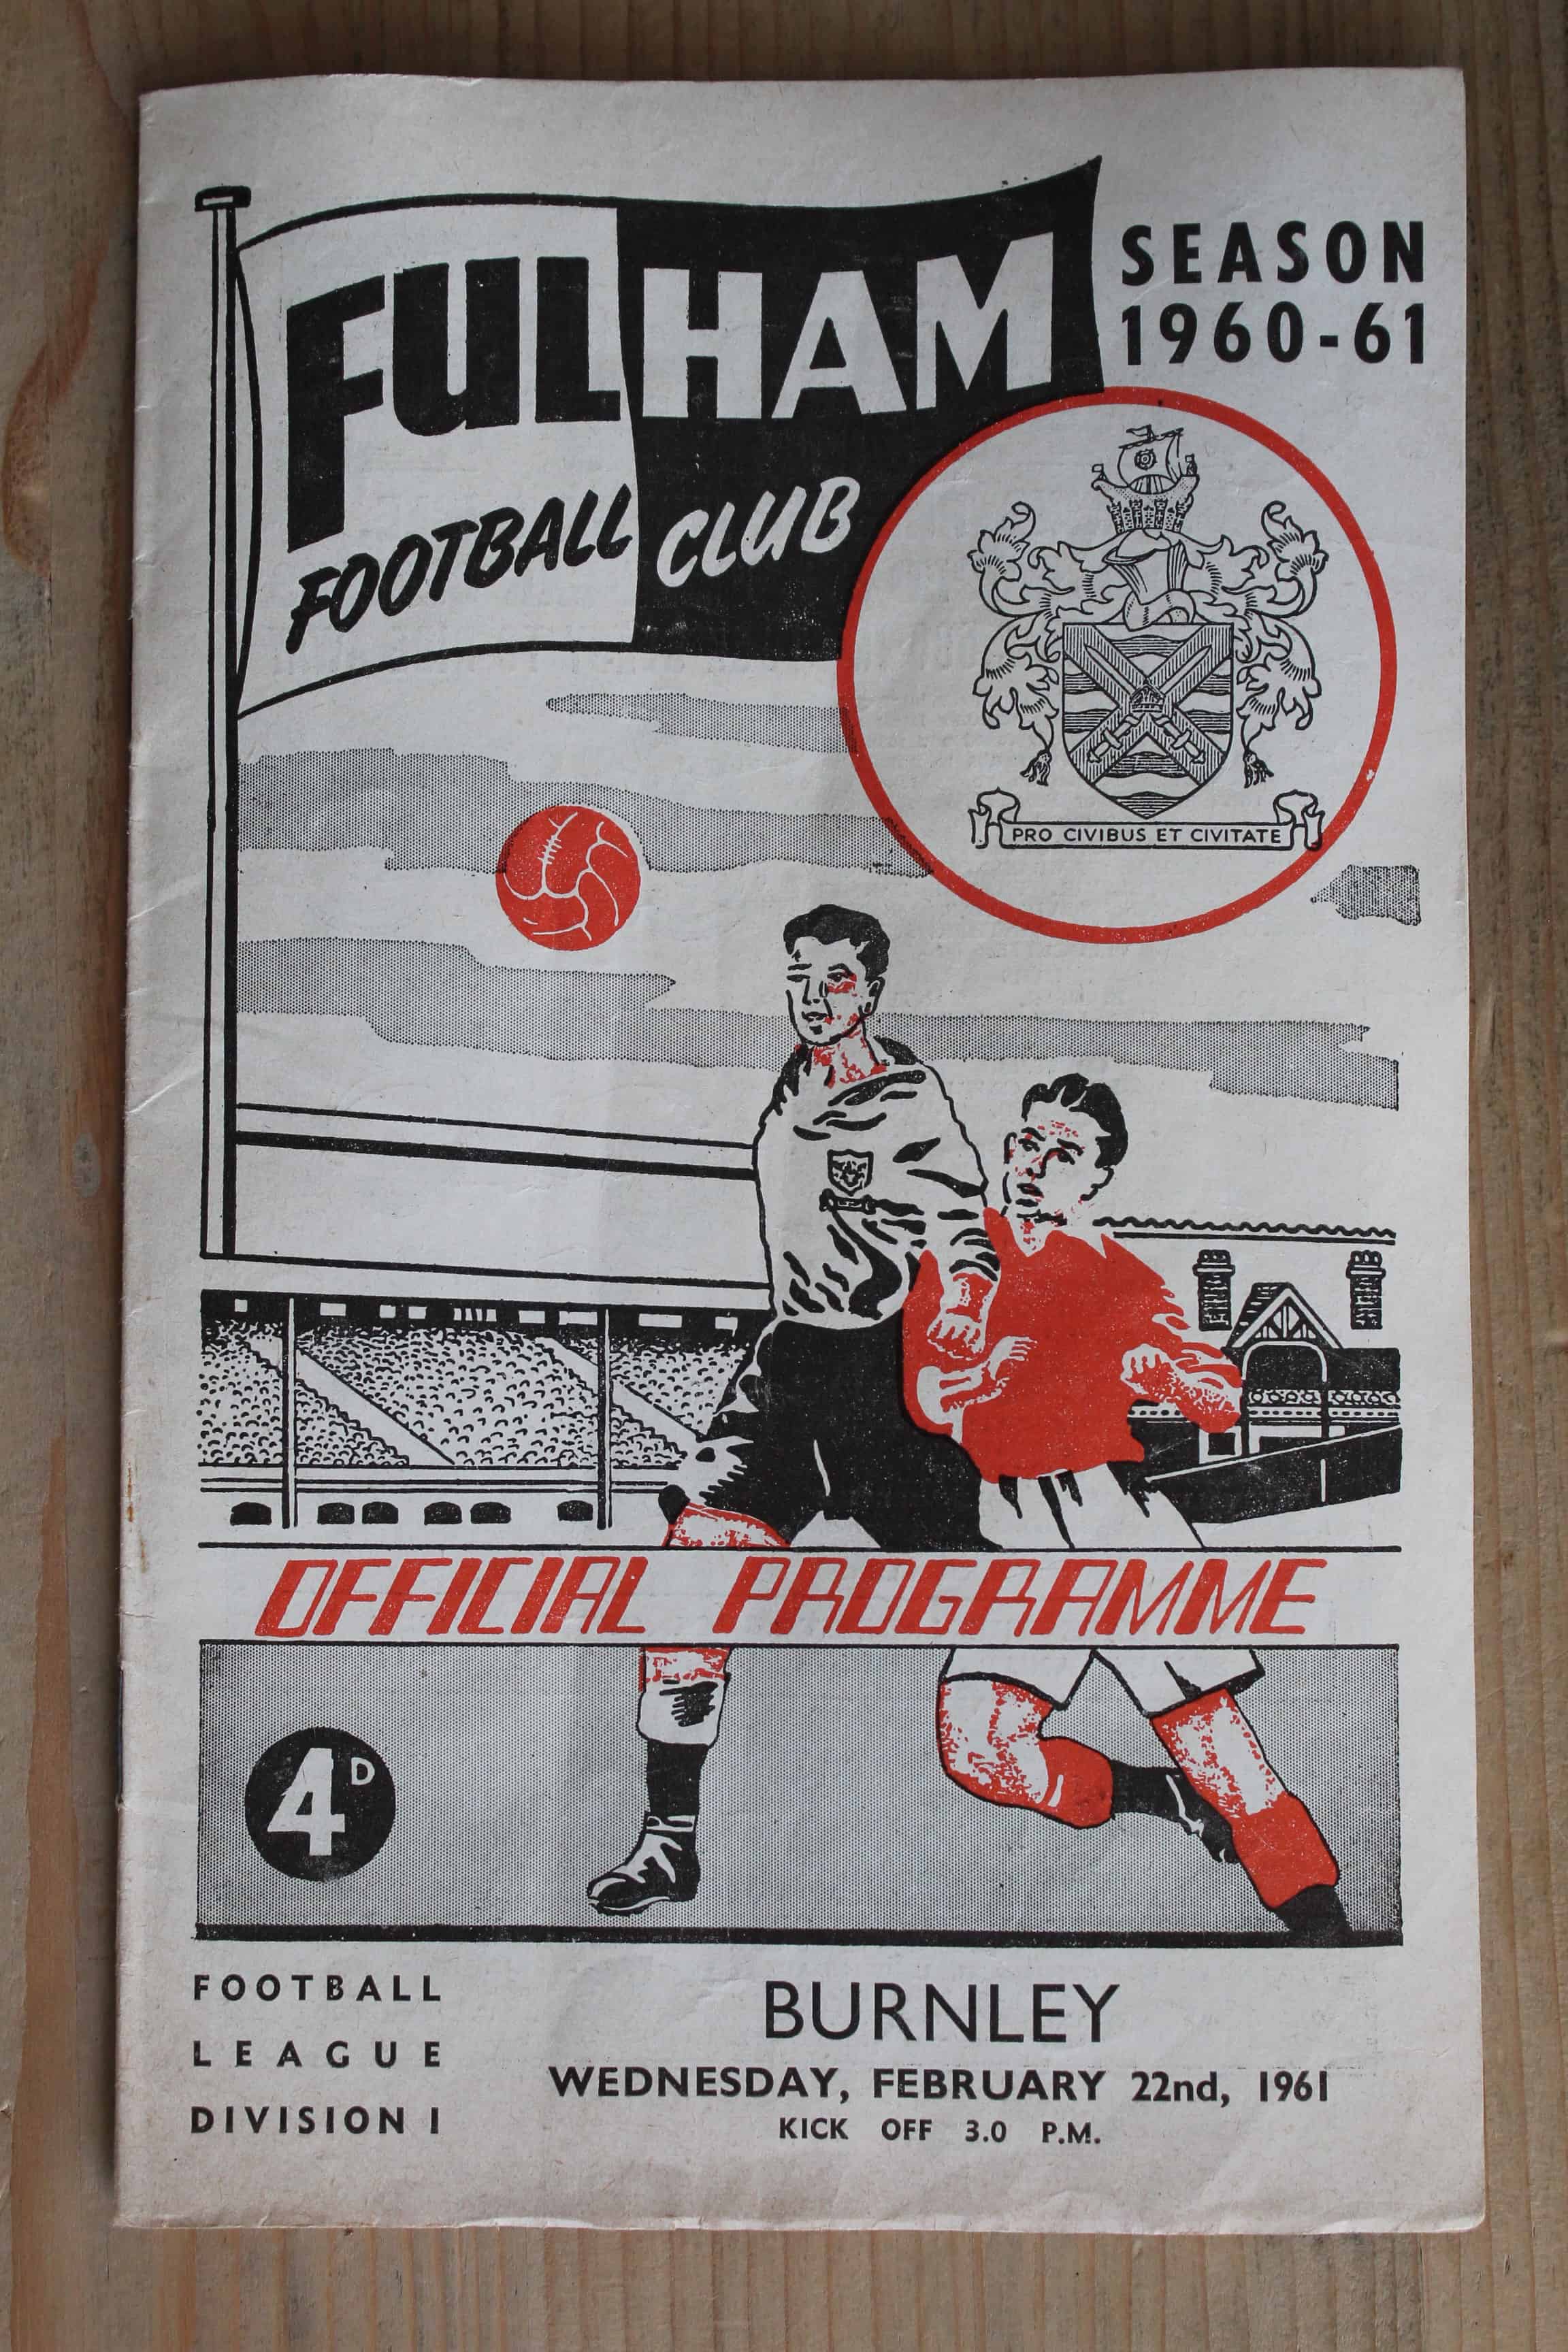 FULHAM
FOOTBALL CLUB
SEASON
1960-61
PRO CIVIBUS ET CIVITATE
OFFICIAL PROGRAMME
4D
FOOTBALL
LEAGUE
DIVISION I
BURNLEY
WEDNESDAY, FEBRUARY 22nd, 1961
KICK OFF 3.0 P.M.